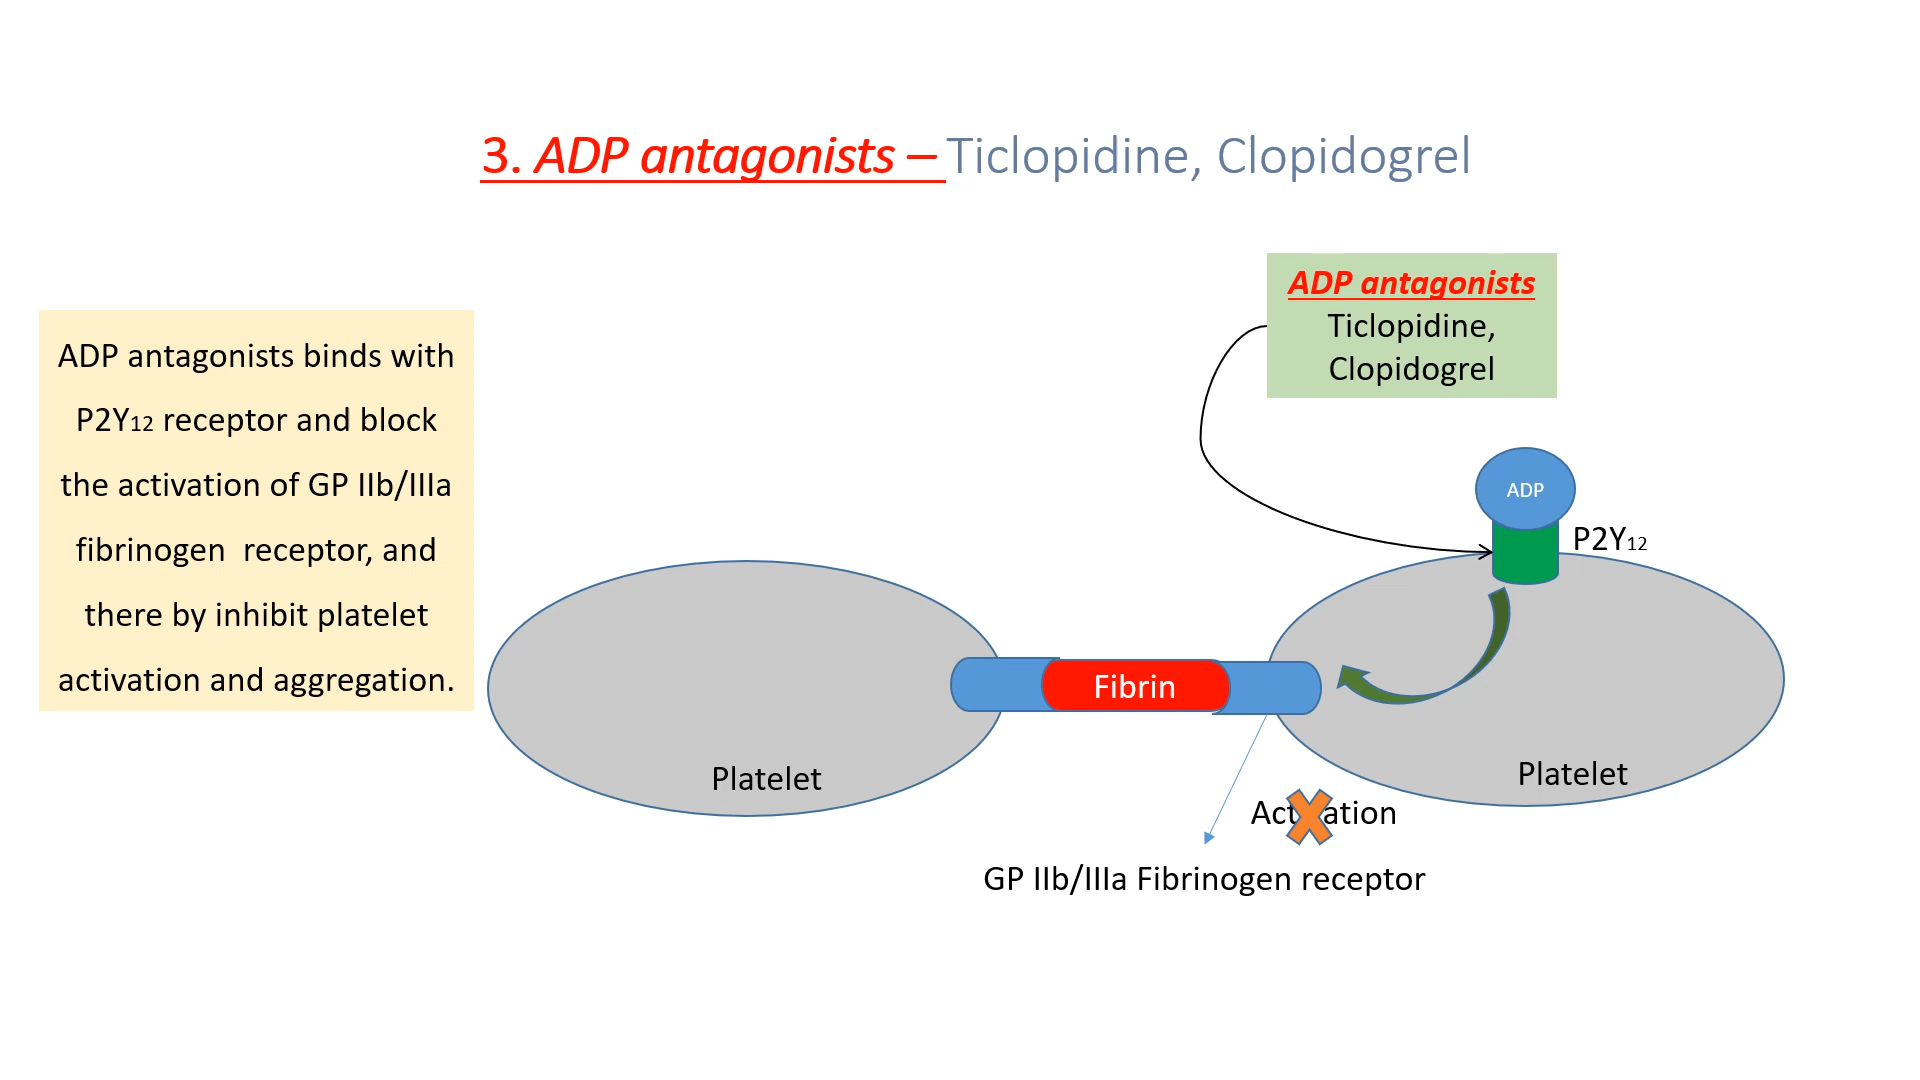 3. ADP antagonists – Ticlopidine, Clopidogrel
ADP antagonists binds with
P2Y12 receptor and block
the activation of GP IIb/IIIa
fibrinogen  receptor, and
there by inhibit platelet
activation and aggregation.
ADP antagonists
Ticlopidine,
Clopidogrel
ADP
P2Y12
Fibrin
Platelet
Platelet
GP IIb/IIIa Fibrinogen receptor